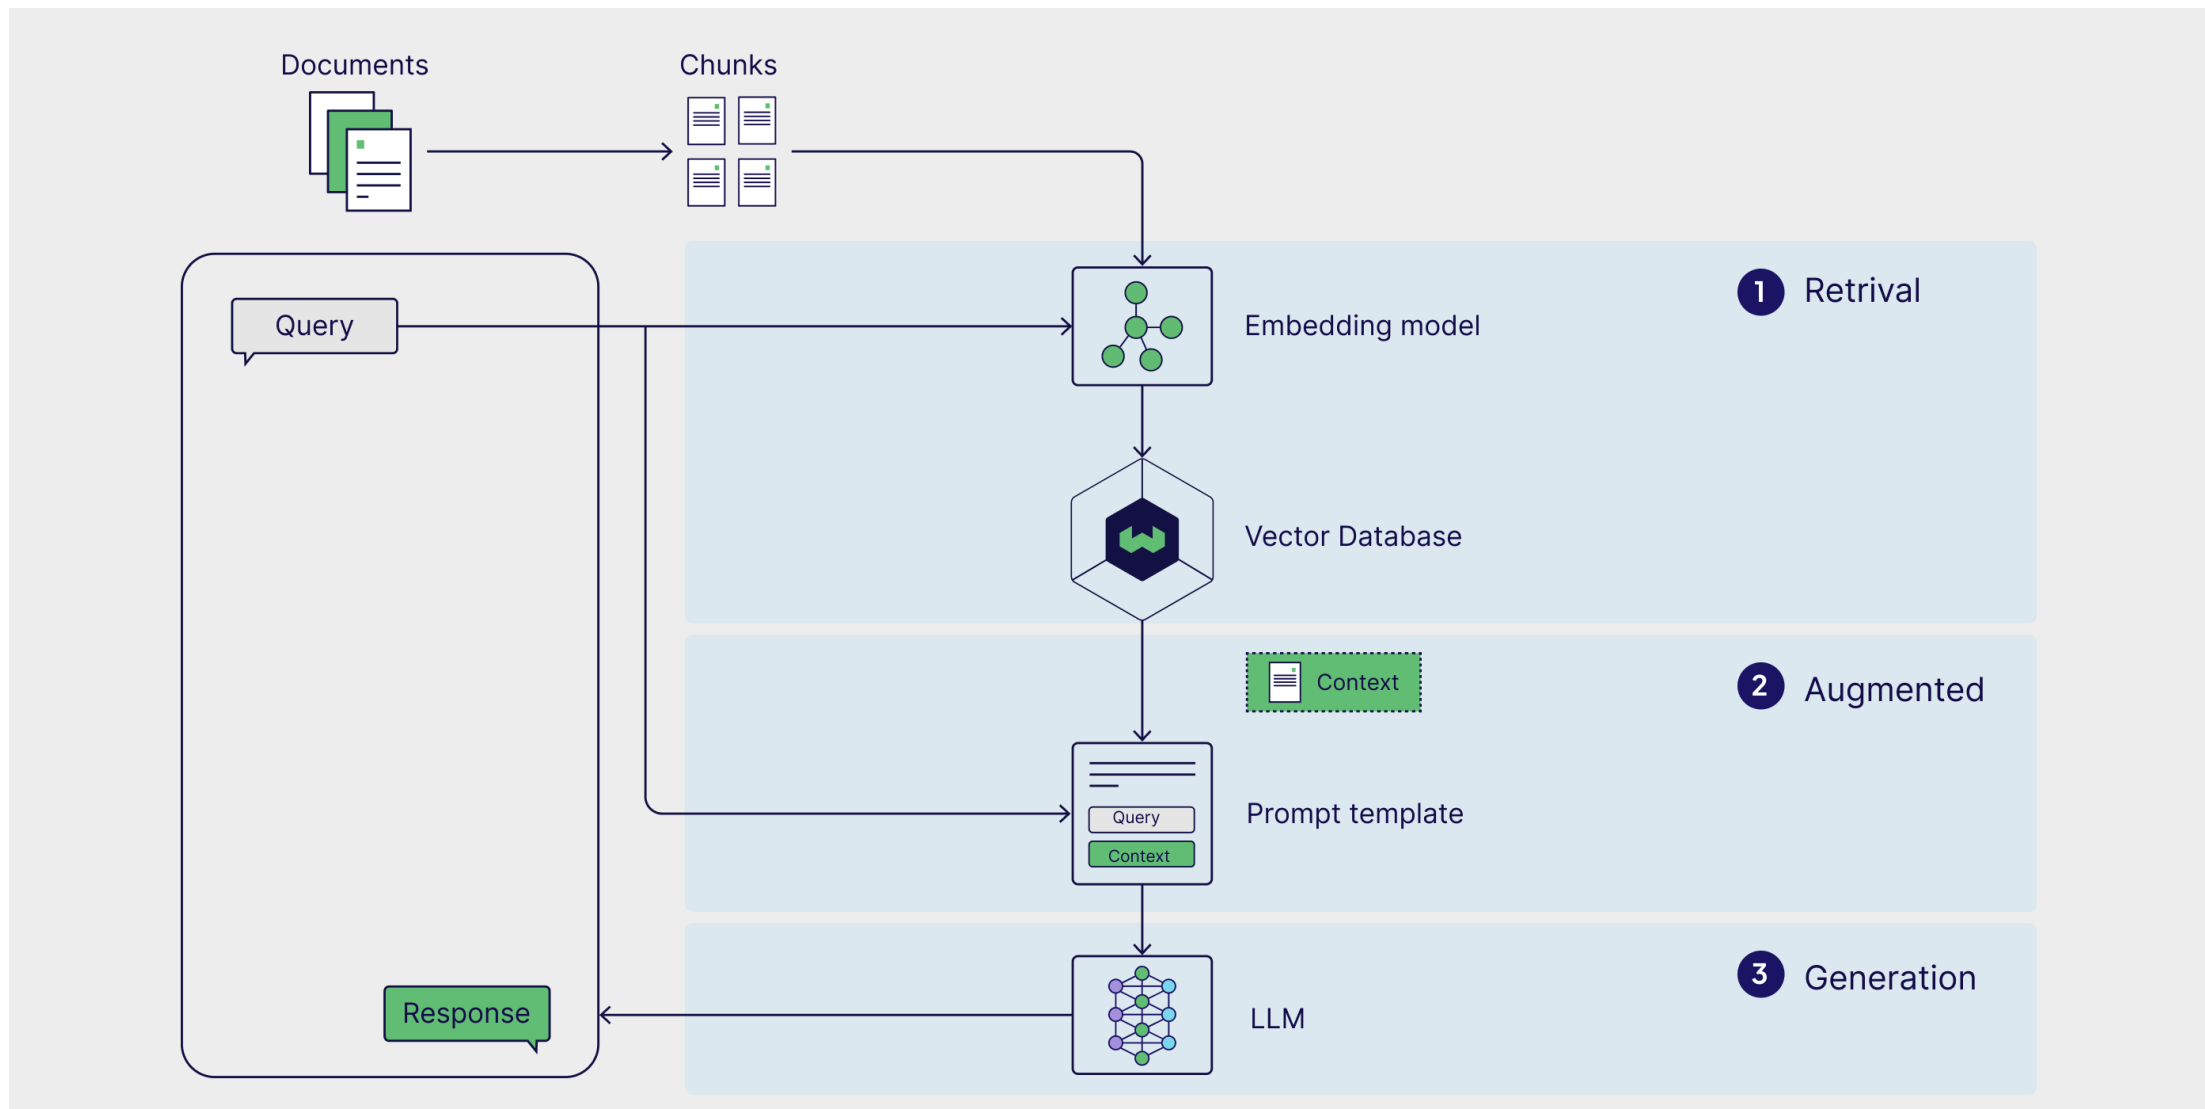 Documents
Chunks
Query
Embedding model
1 Retrival
Vector Database
Context
2 Augmented
Query
Context
Prompt template
Response
LLM
3 Generation